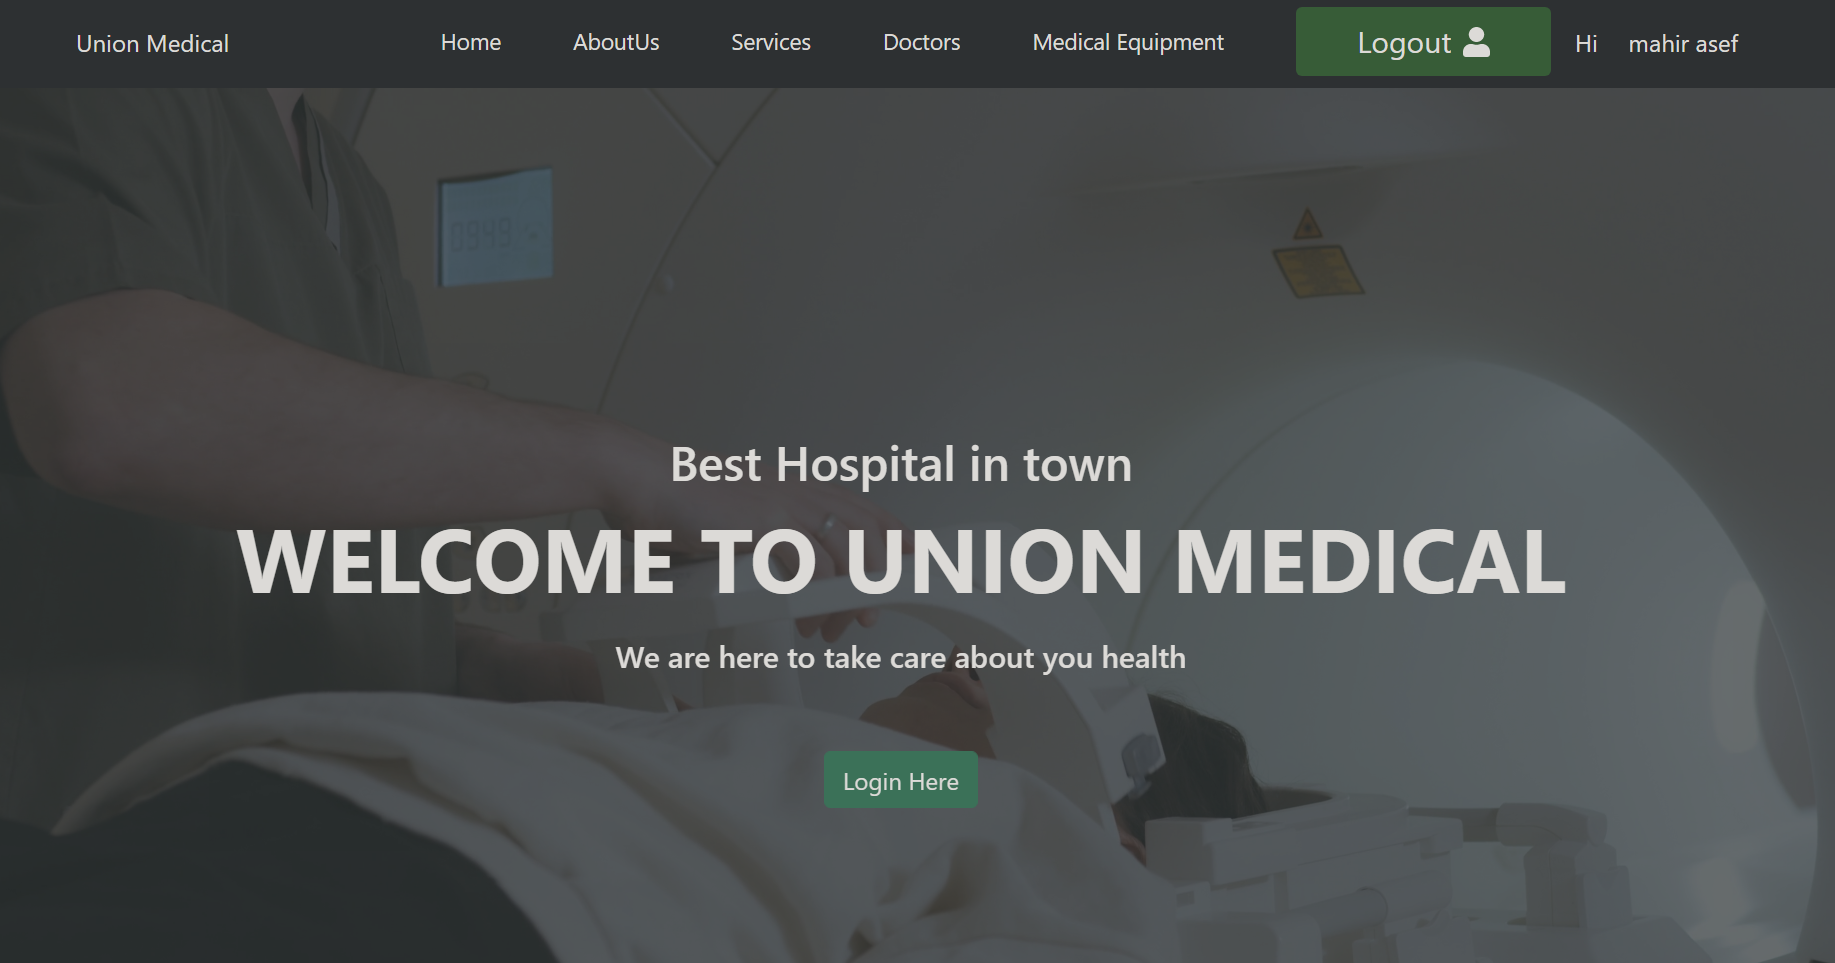 Union Medical Home AboutUs Services Doctors Medical Equipment Logout Hi mahir asef
Best Hospital in town
WELCOME TO UNION MEDICAL
We are here to take care about you health
Login Here